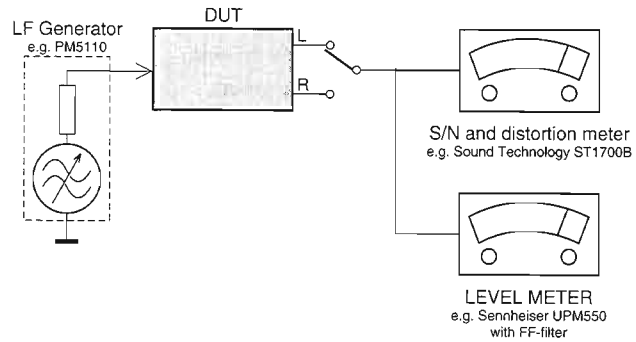 LF Generator
e.g. PM5110
DUT
L
R
S/N and distortion meter
e.g. Sound Technology ST1700B
LEVEL METER
e.g. Sennheiser UPM550
with FF-filter